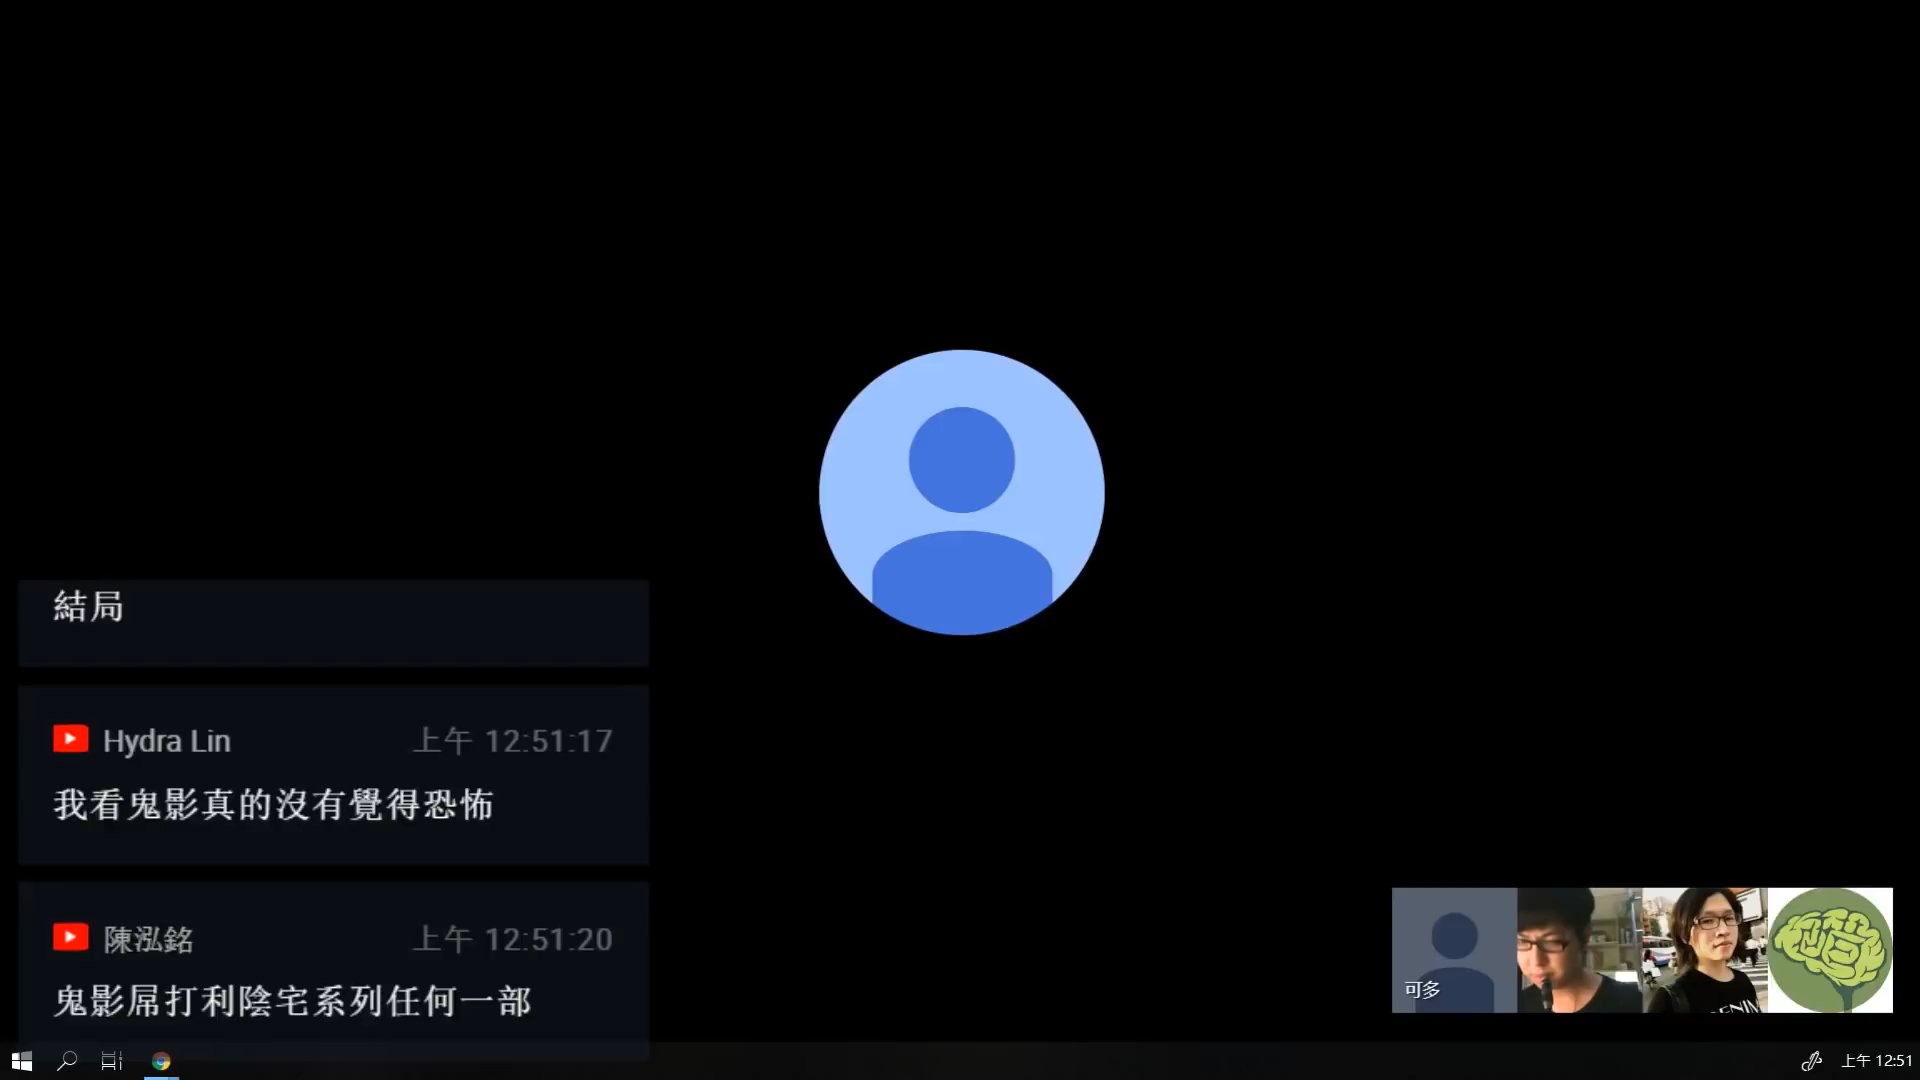 結局
Hydra Lin 上午 12:51:17
我看鬼影真的沒有覺得恐怖
陳泓銘 上午 12:51:20
鬼影屌打利陰宅系列任何一部
可多
DENIM
上午 12:51